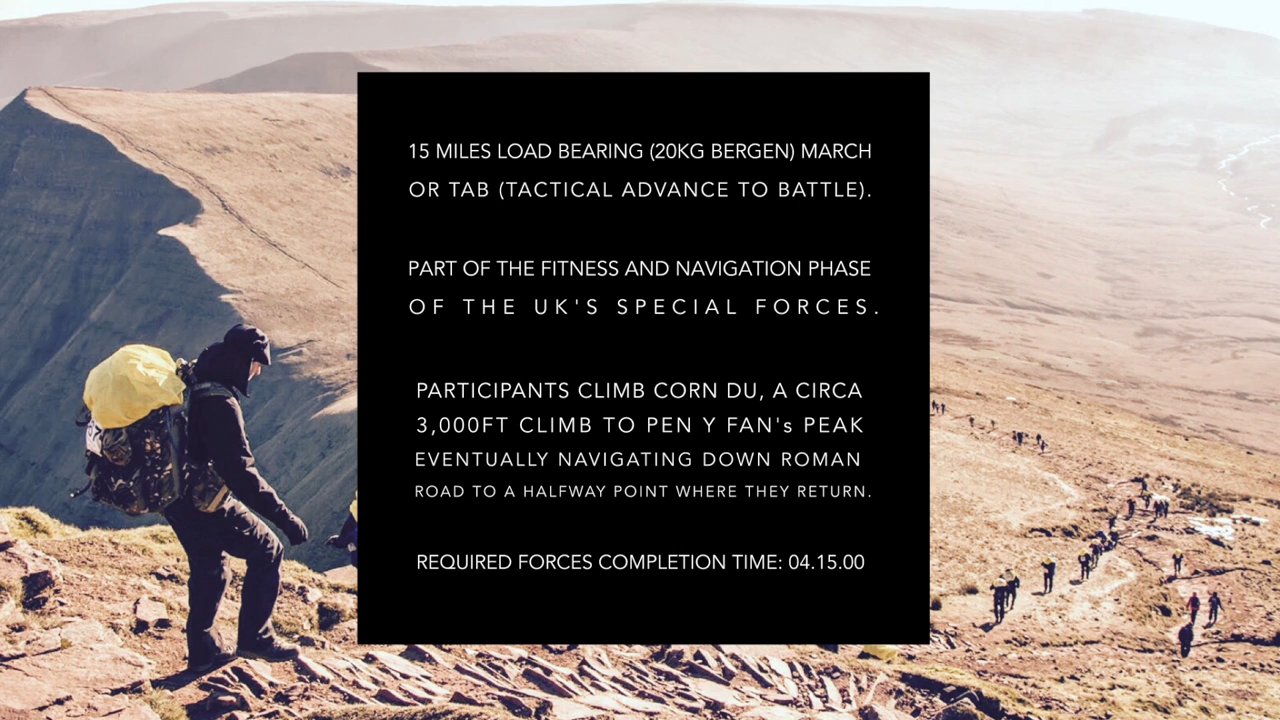 15 MILES LOAD BEARING (20KG BERGEN) MARCH
OR TAB (TACTICAL ADVANCE TO BATTLE).
PART OF THE FITNESS AND NAVIGATION PHASE
OF THE UK'S SPECIAL FORCES.
PARTICIPANTS CLIMB CORN DU, A CIRCA
3,000FT CLIMB TO PEN Y FAN's PEAK
EVENTUALLY NAVIGATING DOWN ROMAN
ROAD TO A HALFWAY POINT WHERE THEY RETURN.
REQUIRED FORCES COMPLETION TIME: 04.15.00